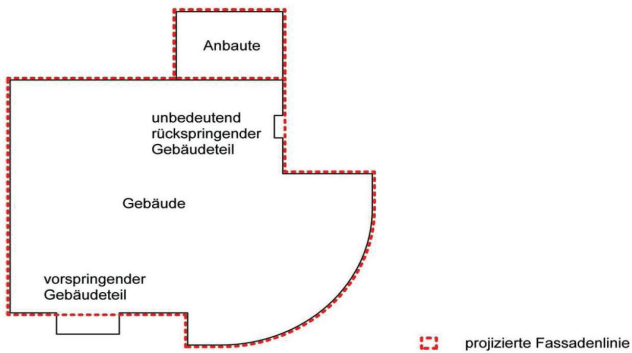 Anbaute
unbedeutend
rückspringender
Gebäudeteil
Gebäude
vorspringender
Gebäudeteil
projizierte Fassadenlinie